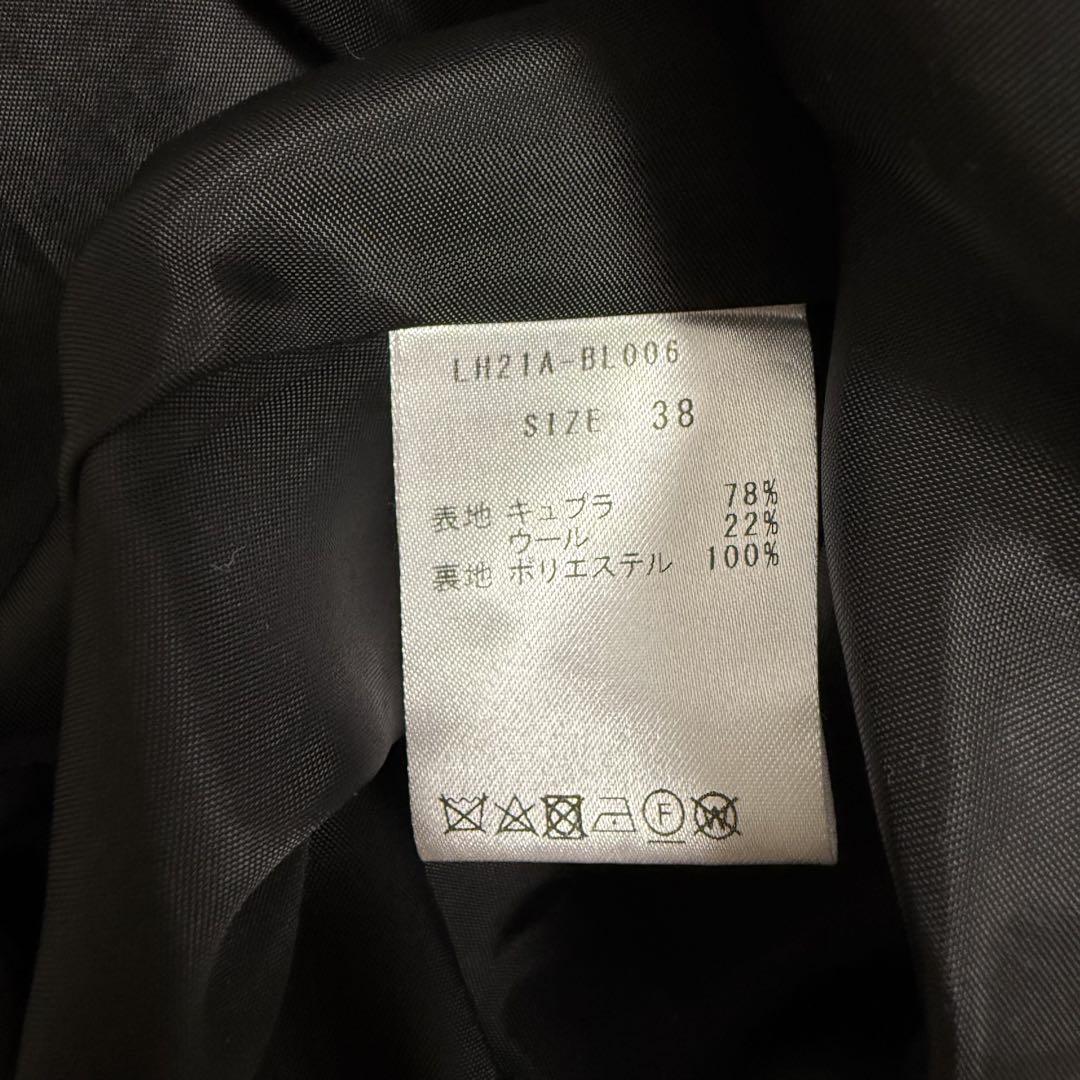 LH21A-BL006
SIZE 38
表地 キュプラ 78%
ウール 22%
裏地 ポリエステル 100%
F W